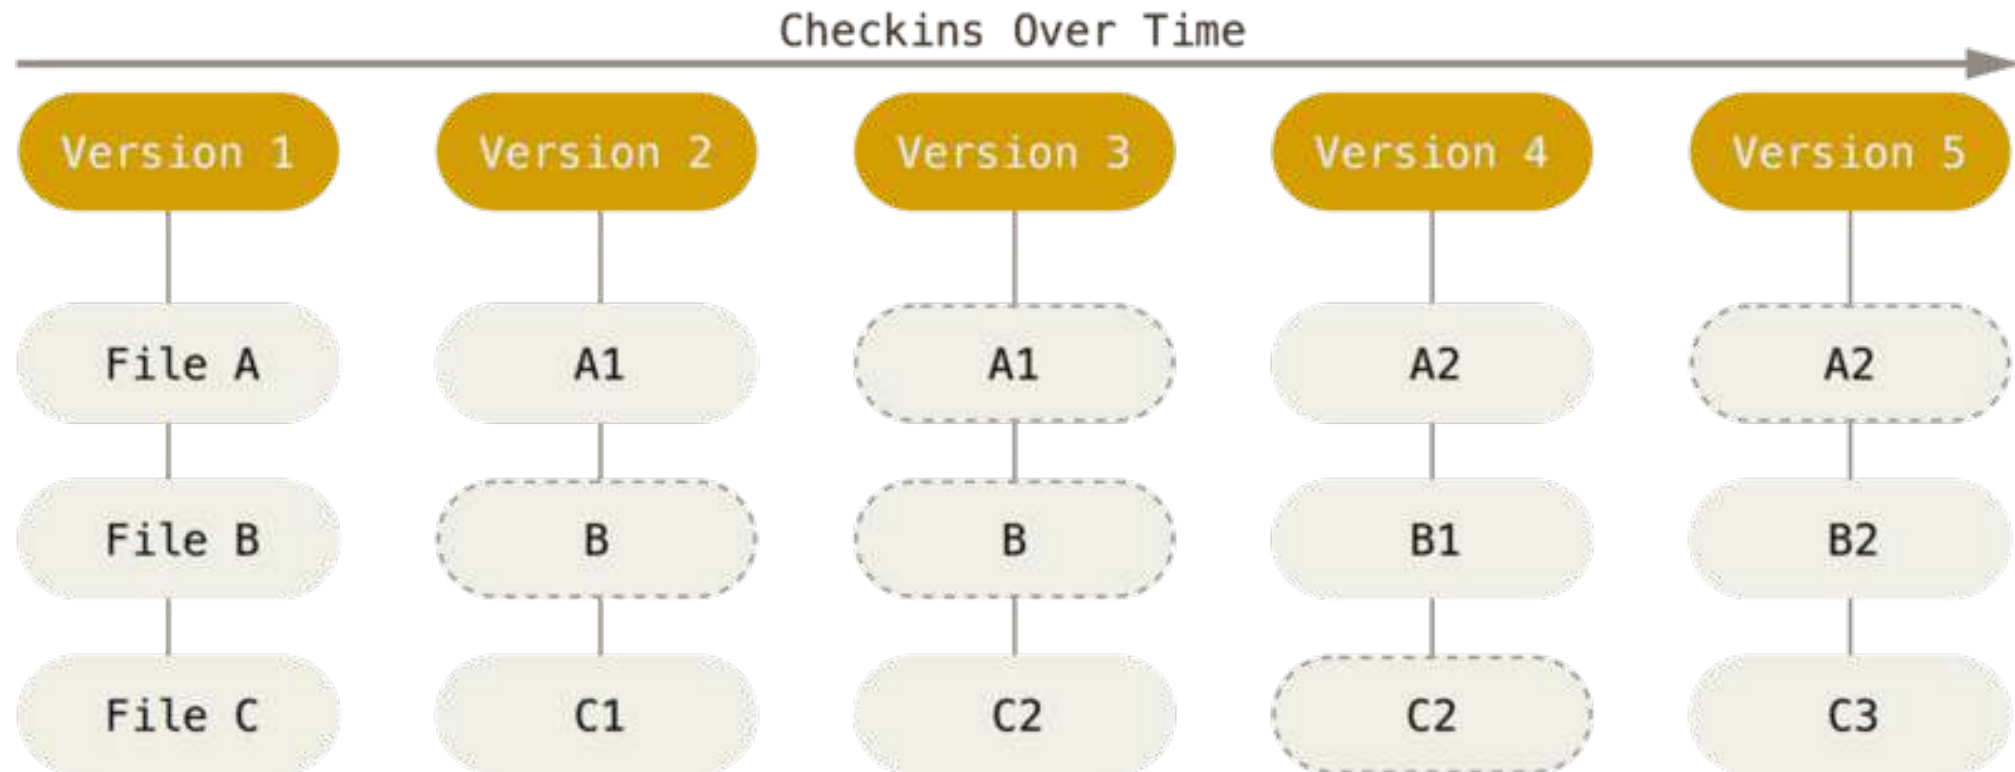 Checkins Over Time
Version 1 Version 2 Version 3 Version 4 Version 5
File A A1 A1 A2 A2
File B B B B1 B2
File C C1 C2 C2 C3